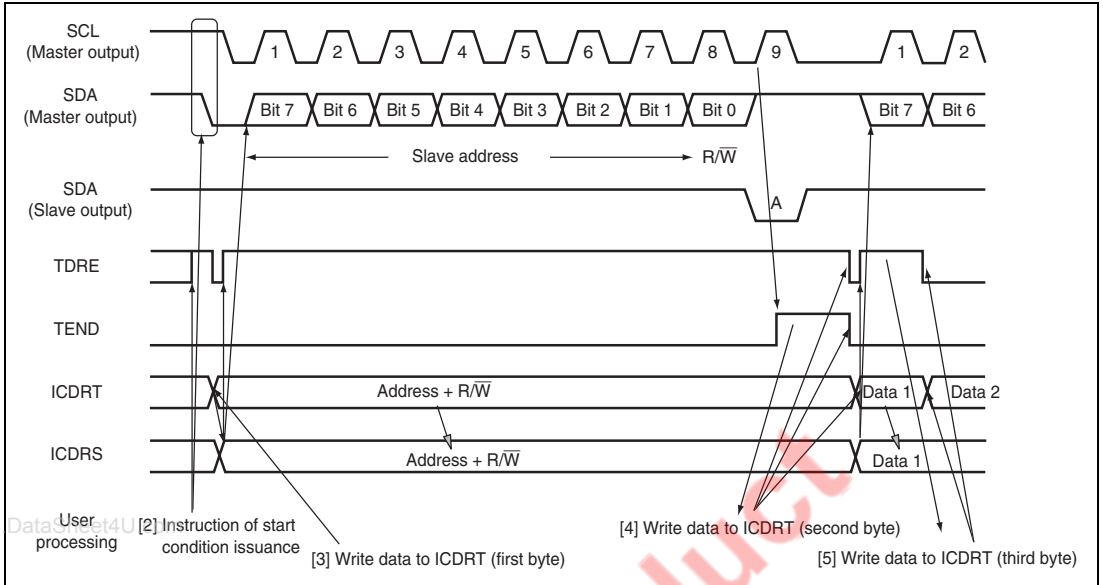 SCL
(Master output)
1 2 3 4 5 6 7 8 9 1 2
SDA
(Master output)
Bit 7 Bit 6 Bit 5 Bit 4 Bit 3 Bit 2 Bit 1 Bit 0 Bit 7 Bit 6
Slave address R/W̅
SDA
(Slave output)
A
TDRE
TEND
ICDRT
Address + R/W̅ Data 1 Data 2
ICDRS
Address + R/W̅ Data 1
User
processing
[2] Instruction of start
condition issuance
[3] Write data to ICDRT (first byte)
[4] Write data to ICDRT (second byte)
[5] Write data to ICDRT (third byte)